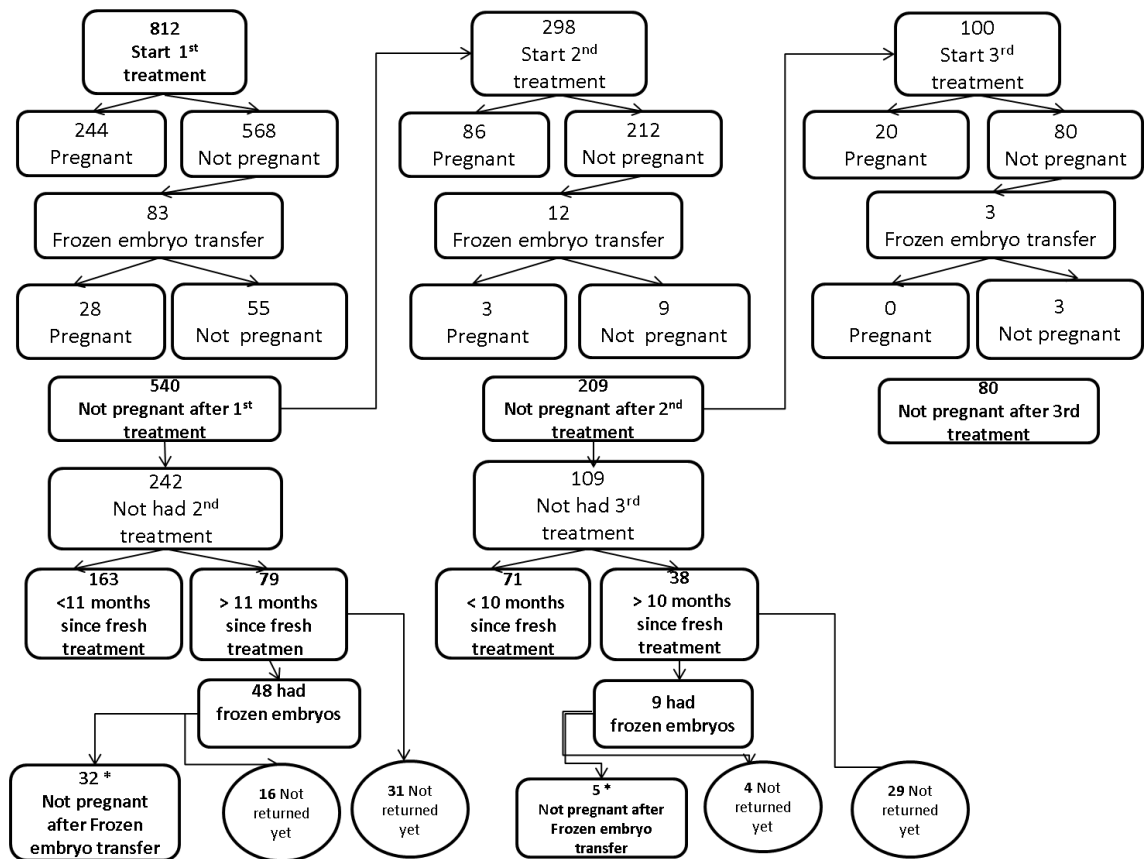 812
Start 1st
treatment
244
Pregnant
568
Not pregnant
83
Frozen embryo transfer
28
Pregnant
55
Not pregnant
540
Not pregnant after 1st
treatment
242
Not had 2nd
treatment
163
<11 months
since fresh
treatment
79
> 11 months
since fresh
treatmen
48 had
frozen embryos
32 *
Not pregnant
after Frozen
embryo transfer
16 Not
returned
yet
31 Not
returned
yet
298
Start 2nd
treatment
86
Pregnant
212
Not pregnant
12
Frozen embryo transfer
3
Pregnant
9
Not pregnant
209
Not pregnant after 2nd
treatment
109
Not had 3rd
treatment
71
< 10 months
since fresh
treatment
38
> 10 months
since fresh
treatment
9 had
frozen embryos
5 *
Not pregnant after
Frozen embryo
transfer
4 Not
returned
yet
29 Not
returned
yet
100
Start 3rd
treatment
20
Pregnant
80
Not pregnant
3
Frozen embryo transfer
0
Pregnant
3
Not pregnant
80
Not pregnant after 3rd
treatment